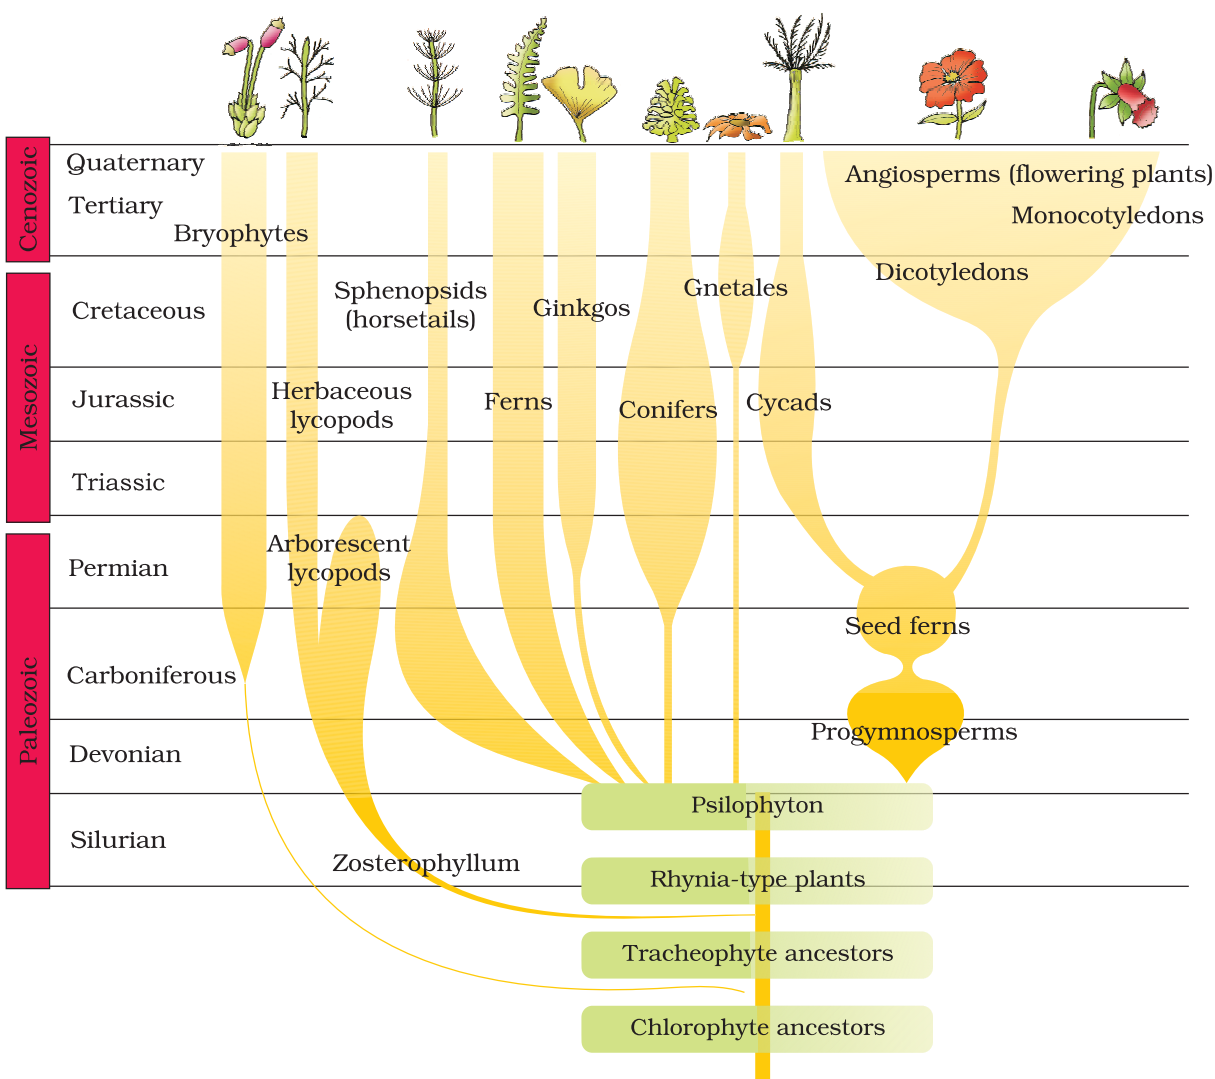 Cenozoic
Quaternary
Tertiary
Bryophytes
Angiosperms (flowering plants)
Monocotyledons
Dicotyledons
Mesozoic
Cretaceous
Sphenopsids
(horsetails)
Ginkgos
Gnetales
Jurassic
Herbaceous
lycopods
Ferns
Conifers
Cycads
Triassic
Paleozoic
Permian
Arborescent
lycopods
Seed ferns
Carboniferous
Progymnosperms
Devonian
Psilophyton
Silurian
Zosterophyllum
Rhynia-type plants
Tracheophyte ancestors
Chlorophyte ancestors